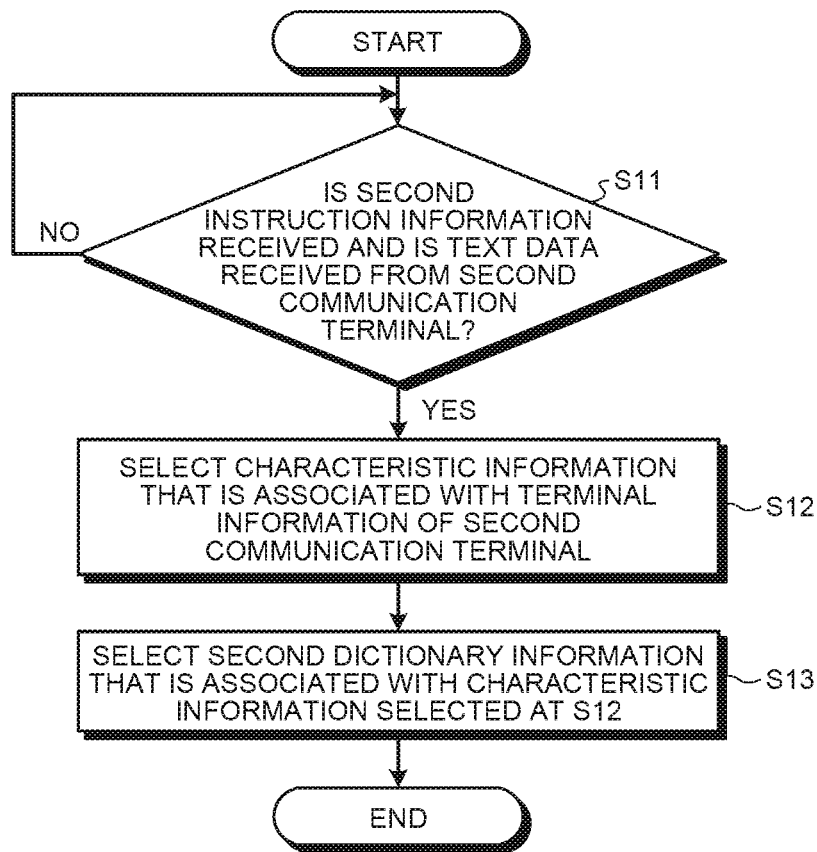 START
IS SECOND
INSTRUCTION INFORMATION
RECEIVED AND IS TEXT DATA
RECEIVED FROM SECOND
COMMUNICATION
TERMINAL?
S11
NO
YES
SELECT CHARACTERISTIC INFORMATION
THAT IS ASSOCIATED WITH TERMINAL
INFORMATION OF SECOND
COMMUNICATION TERMINAL
S12
SELECT SECOND DICTIONARY INFORMATION
THAT IS ASSOCIATED WITH CHARACTERISTIC
INFORMATION SELECTED AT S12
S13
END